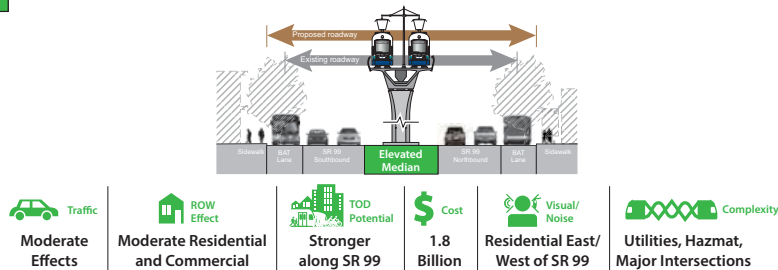 Proposed roadway
Existing roadway
Sidewalk
BAT
Lane
SR 99
Southbound
Elevated
Median
SR 99
Northbound
BAT
Lane
Sidewalk
Traffic
Moderate
Effects
ROW
Effect
Moderate Residential
and Commercial
TOD
Potential
Stronger
along SR 99
Cost
1.8
Billion
Visual/
Noise
Residential East/
West of SR 99
Complexity
Utilities, Hazmat,
Major Intersections